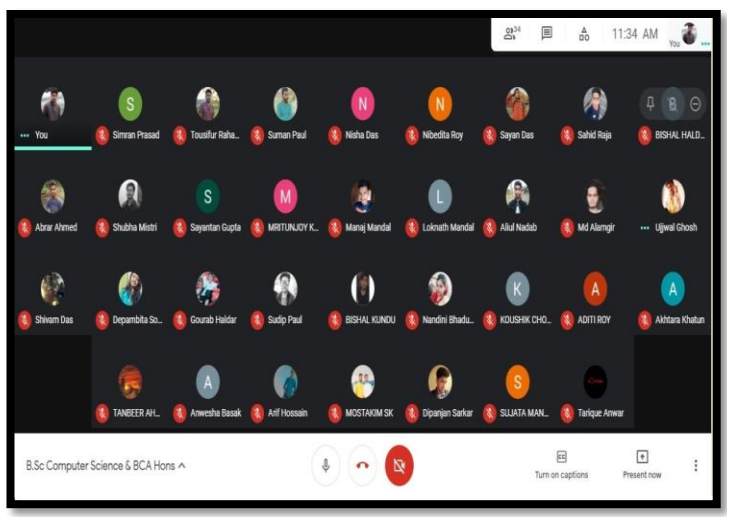 34 11:34 AM You
S N N
You Simran Prasad Tousifur Raha... Suman Paul Nisha Das Nibedita Roy Sayan Das Sahid Raja BISHAL HALD...
S M L
Abrar Ahmed Shubha Mistri Sayantan Gupta MRITUNJOY K... Manaj Mandal Loknath Mandal Aliul Nadab Md Alamgir Ujjwal Ghosh
K A A
Shivam Das Depambita So... Gourab Haldar Sudip Paul BISHAL KUNDU Nandini Bhadu... KOUSHIK CHO... ADITI ROY Akhtara Khatun
A S
TANBEER AH... Anwesha Basak Arif Hossain MOSTAKIM SK Dipanjan Sarkar SUJATA MAN... Tarique Anwar
B.Sc Computer Science & BCA Hons CC
Turn on captions Present now